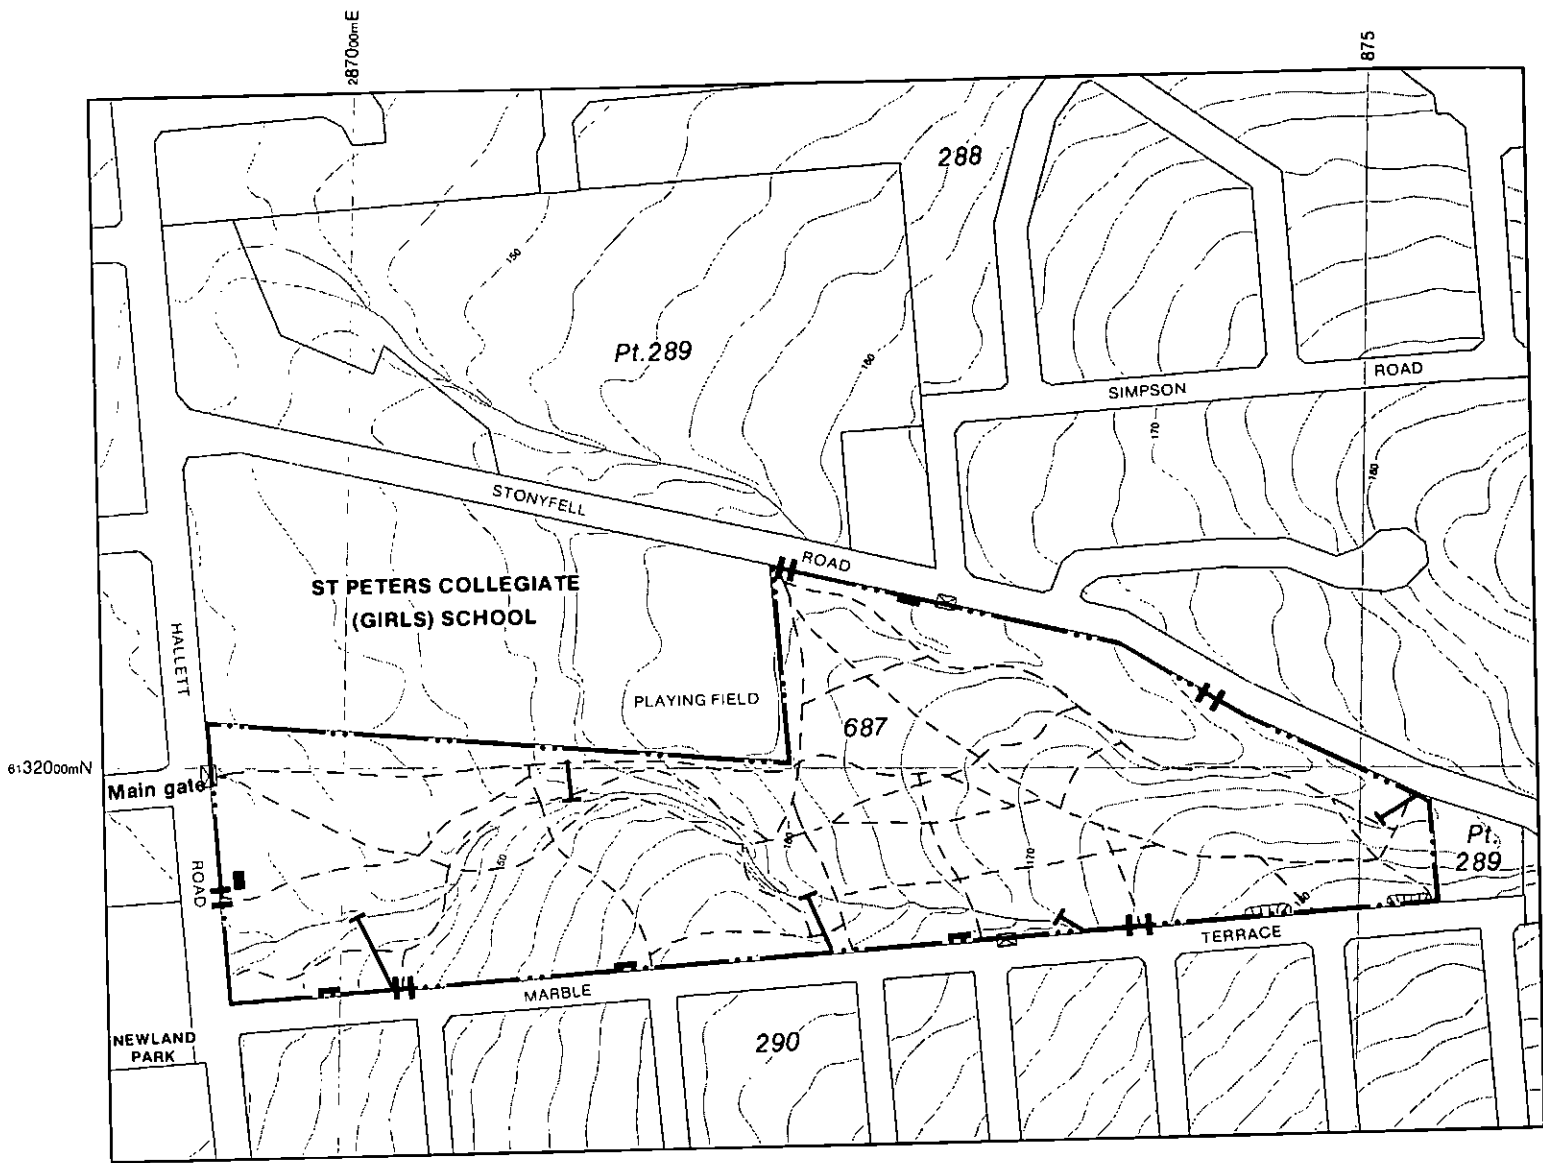 287000mE
875
288
150
Pt.289
160
SIMPSON ROAD
170
180
STONYFELL ROAD
ST PETERS COLLEGIATE
(GIRLS) SCHOOL
HALLETT ROAD
PLAYING FIELD
687
6132000mN
Main gate
150
160
170
Pt.
289
MARBLE TERRACE
NEWLAND
PARK
290